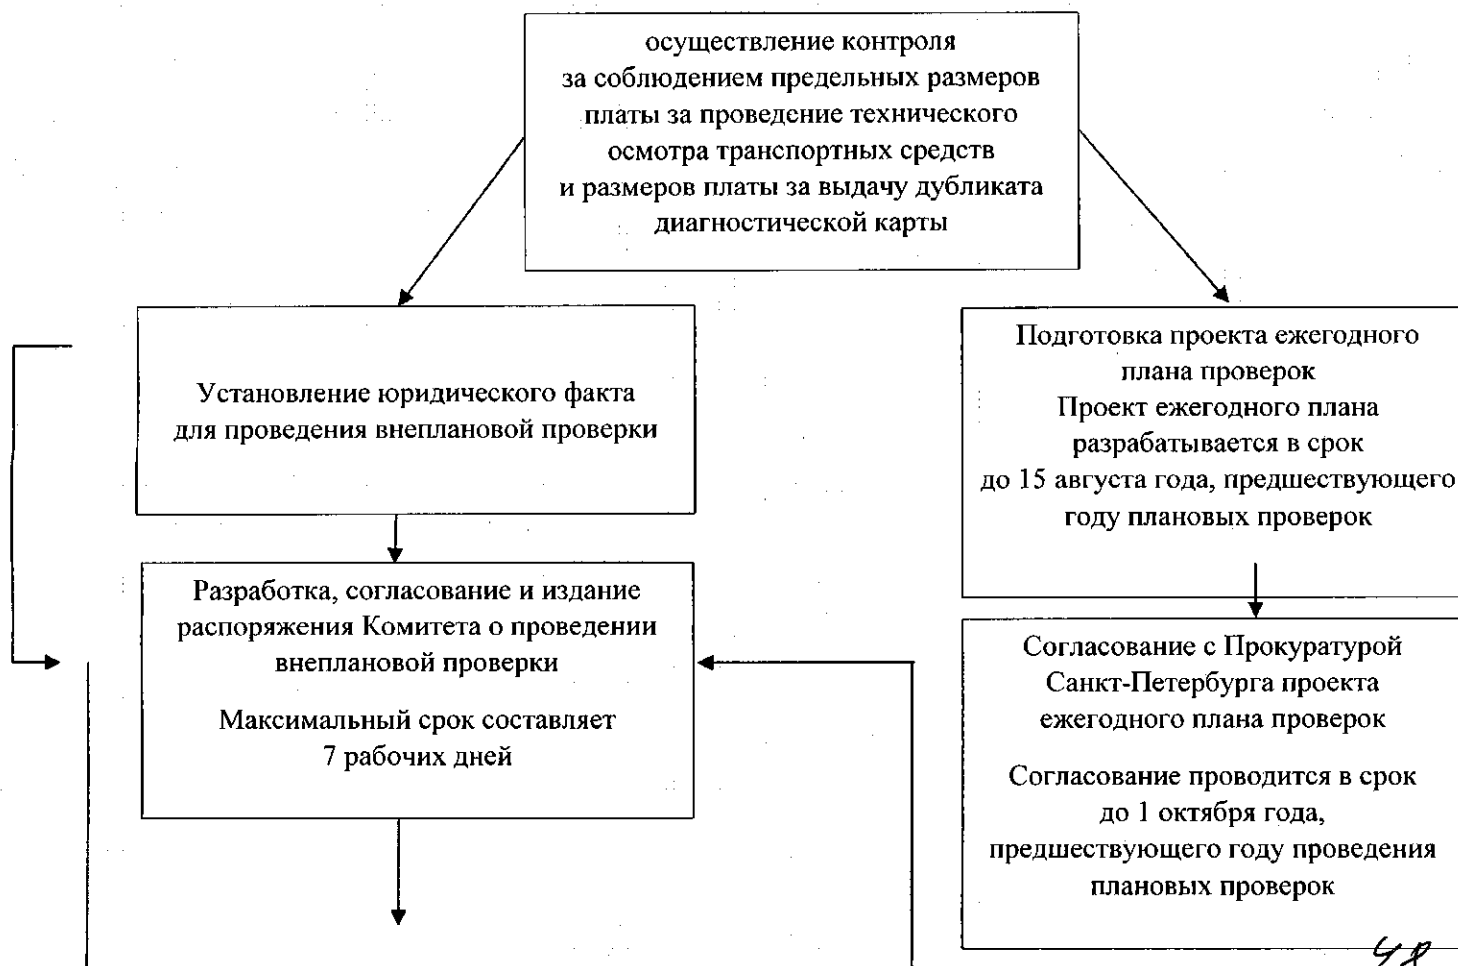 осуществление контроля
за соблюдением предельных размеров
платы за проведение технического
осмотра транспортных средств
и размеров платы за выдачу дубликата
диагностической карты
Установление юридического факта
для проведения внеплановой проверки
Разработка, согласование и издание
распоряжения Комитета о проведении
внеплановой проверки
Максимальный срок составляет
7 рабочих дней
Подготовка проекта ежегодного
плана проверок
Проект ежегодного плана
разрабатывается в срок
до 15 августа года, предшествующего
году плановых проверок
Согласование с Прокуратурой
Санкт-Петербурга проекта
ежегодного плана проверок
Согласование проводится в срок
до 1 октября года,
предшествующего году проведения
плановых проверок